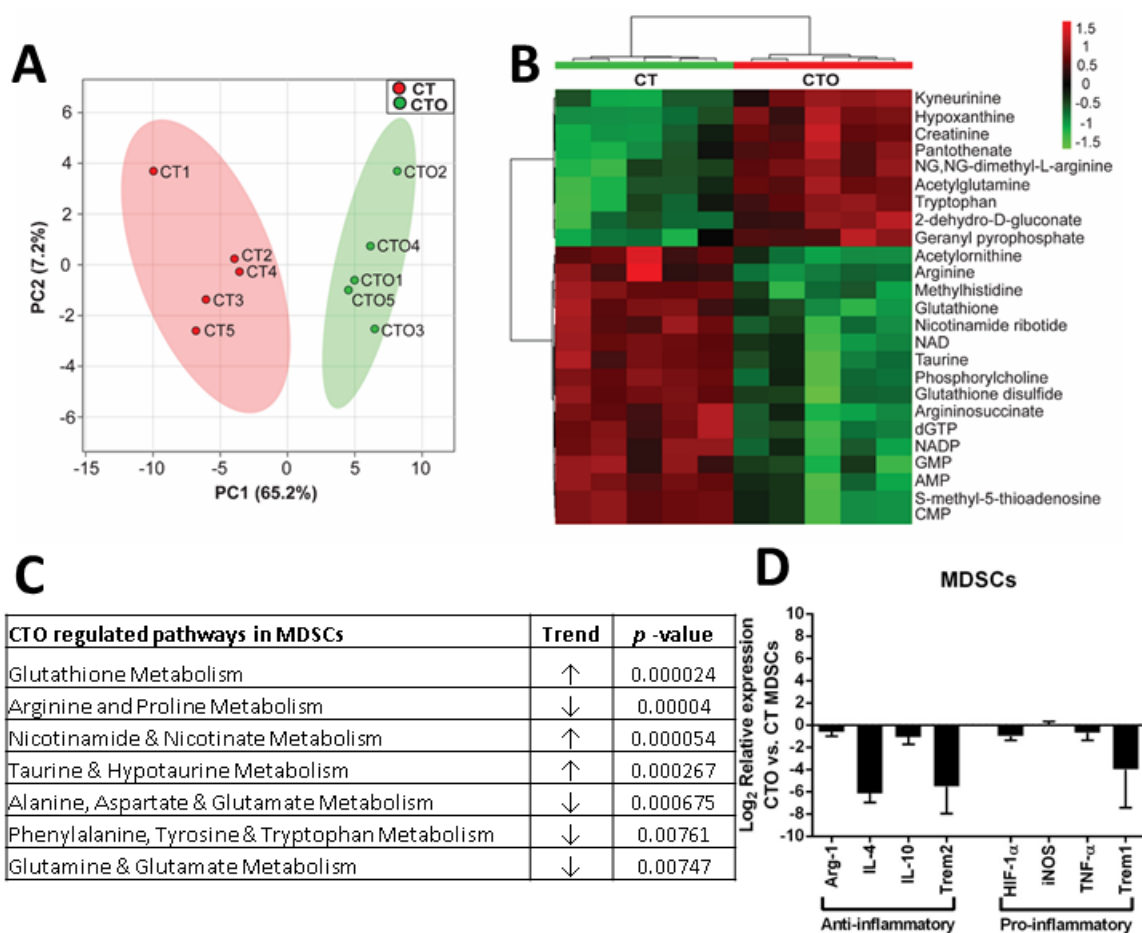 A
CT
CTO
6
4
2
0
-2
-4
-6
PC2 (7.2%)
CT1
CT2
CT4
CT3
CT5
CTO2
CTO4
CTO1
CTO5
CTO3
-15
-10
-5
0
5
10
PC1 (65.2%)
B
CT
CTO
1.5
1
0.5
0
-0.5
-1
-1.5
Kyneurinine
Hypoxanthine
Creatinine
Pantothenate
NG,NG-dimethyl-L-arginine
Acetylglutamine
Tryptophan
2-dehydro-D-gluconate
Geranyl pyrophosphate
Acetylornithine
Arginine
Methylhistidine
Glutathione
Nicotinamide ribotide
NAD
Taurine
Phosphorylcholine
Glutathione disulfide
Argininosuccinate
dGTP
NADP
GMP
AMP
S-methyl-5-thioadenosine
CMP
C
CTO regulated pathways in MDSCs Trend p -value
Glutathione Metabolism ↑ 0.000024
Arginine and Proline Metabolism ↓ 0.00004
Nicotinamide & Nicotinate Metabolism ↑ 0.000054
Taurine & Hypotaurine Metabolism ↑ 0.000267
Alanine, Aspartate & Glutamate Metabolism ↓ 0.000675
Phenylalanine, Tyrosine & Tryptophan Metabolism ↓ 0.00761
Glutamine & Glutamate Metabolism ↓ 0.00747
D
MDSCs
Log2 Relative expression
CTO vs. CT MDSCs
10
8
6
4
2
0
-2
-4
-6
-8
-10
Arg-1
IL-4
IL-10
Trem2
HIF-1α
iNOS
TNF-α
Trem1
Anti-inflammatory
Pro-inflammatory